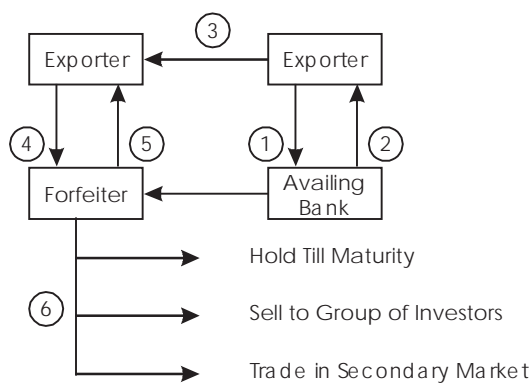 3
Exporter
Exporter
4
5
1
2
Forfeiter
Availing
Bank
Hold Till Maturity
6
Sell to Group of Investors
Trade in Secondary Market